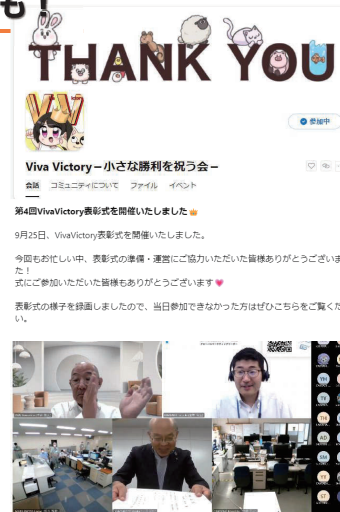 も!
THANK YOU
VV
参加中
Viva Victory－小さな勝利を祝う会－
会話 コミュニティについて ファイル イベント
第4回VivaVictory表彰式を開催いたしました👑
9月25日、VivaVictory表彰式を開催いたしました。
今回もお忙しい中、表彰式の準備・運営にご協力いただいた皆様ありがとうございま
た！
式にご参加いただいた皆様もありがとうございます💗
表彰式の様子を録画しましたので、当日参加できなかった方はぜひこちらをご覧くだ
い。
YH
TY
TH
AD
SM
YK
ST